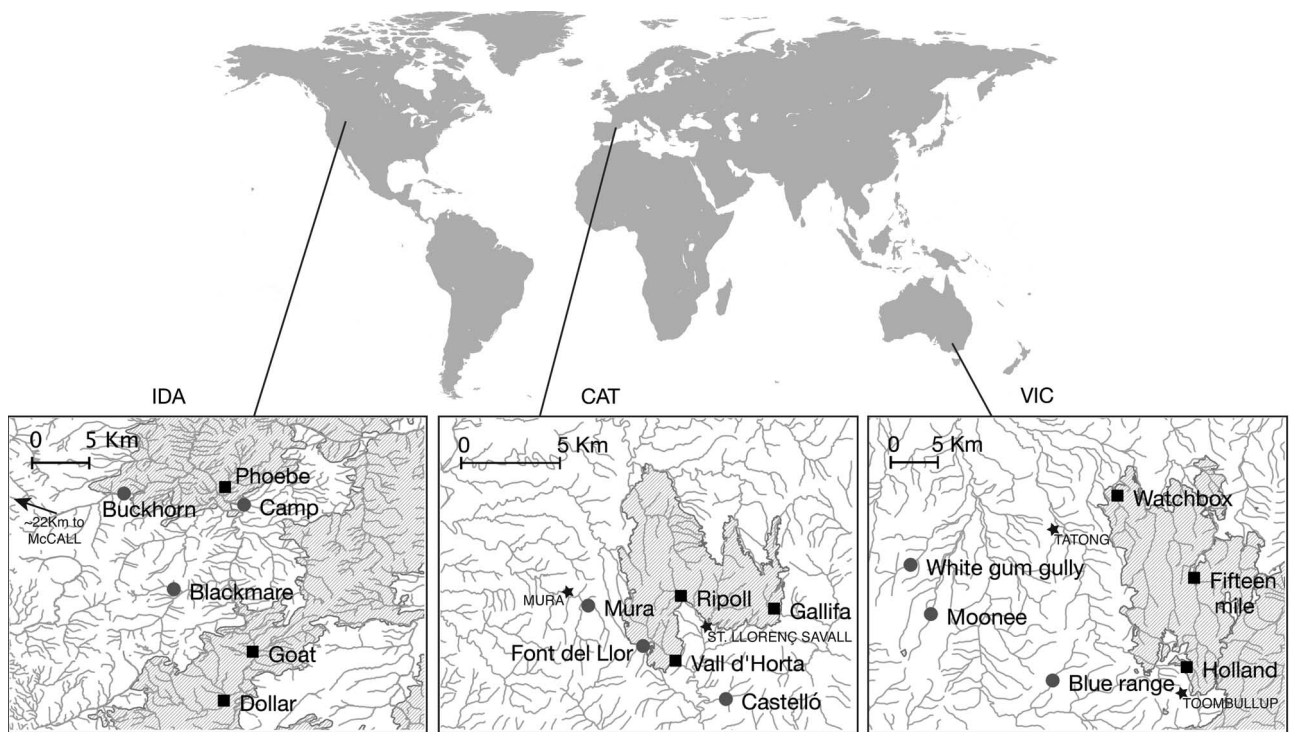 IDA
CAT
VIC
0 5 Km
Phoebe
Buckhorn
Camp
~22Km to
McCALL
Blackmare
Goat
Dollar
0
5 Km
MURA
Mura
Ripoll
Gallifa
ST. LLORENÇ SAVALL
Font del Llor
Vall d'Horta
Castelló
0 5 Km
Watchbox
TATONG
White gum gully
Fifteen
mile
Moonee
Holland
Blue range
TOOMBULLUP